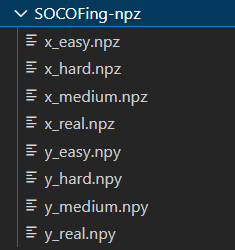 SOCOFing-npz
x_easy.npz
x_hard.npz
x_medium.npz
x_real.npz
y_easy.npy
y_hard.npy
y_medium.npy
y_real.npy